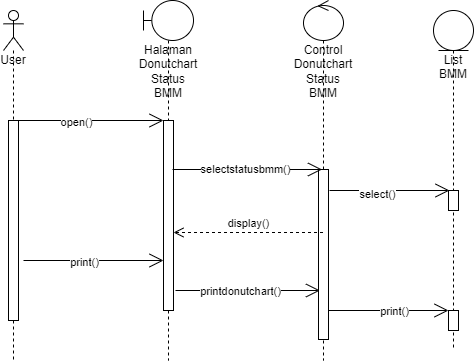 User
Halaman
Donutchart
Status
BMM
Control
Donutchart
Status
BMM
List
BMM
open()
selectstatusbmm()
select()
display()
print()
printdonutchart()
print()